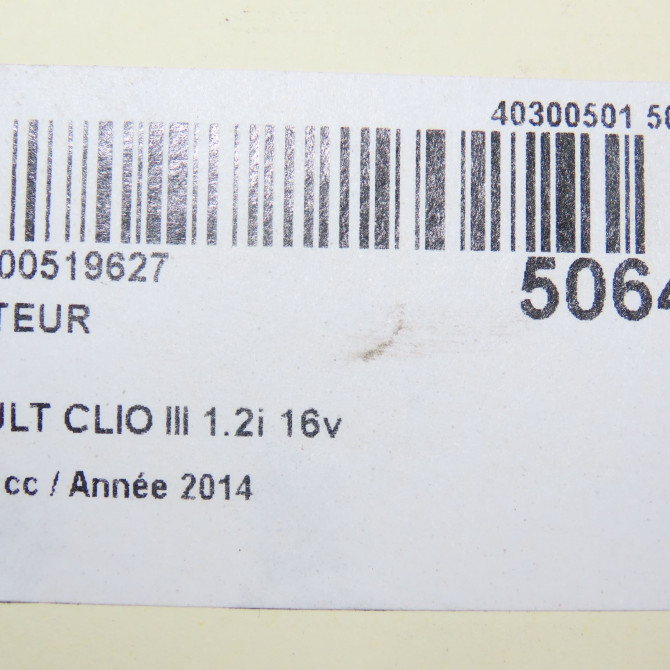 40300501 50
00519627
5064
TEUR
ULT CLIO III 1.2i 16v
cc / Année 2014